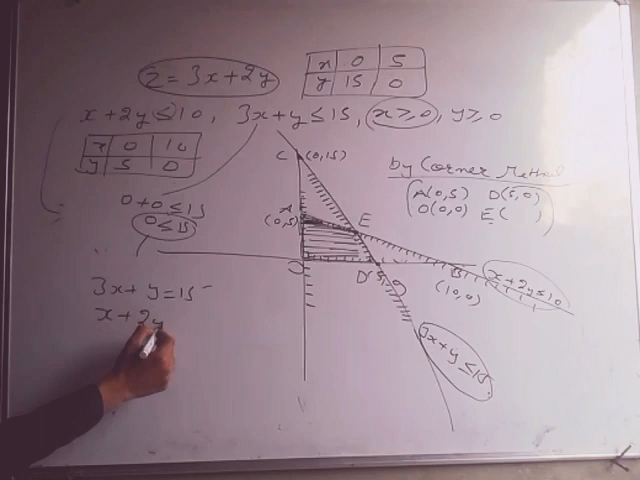 Z = 3x + 2y
x 0 5
y 15 0
x + 2y ≤ 10, 3x + y ≤ 15, x ≥ 0, y ≥ 0
x 0 10
y 5 0
0 + 0 ≤ 15
0 ≤ 15
C (0,15)
by Corner Method
A(0,5) D(5,0)
O(0,0) E( )
A
(0,5)
E
O
D(5,0)
B
(10,0)
x + 2y ≤ 10
3x + y ≤ 15
3x + y = 15
x + 2y